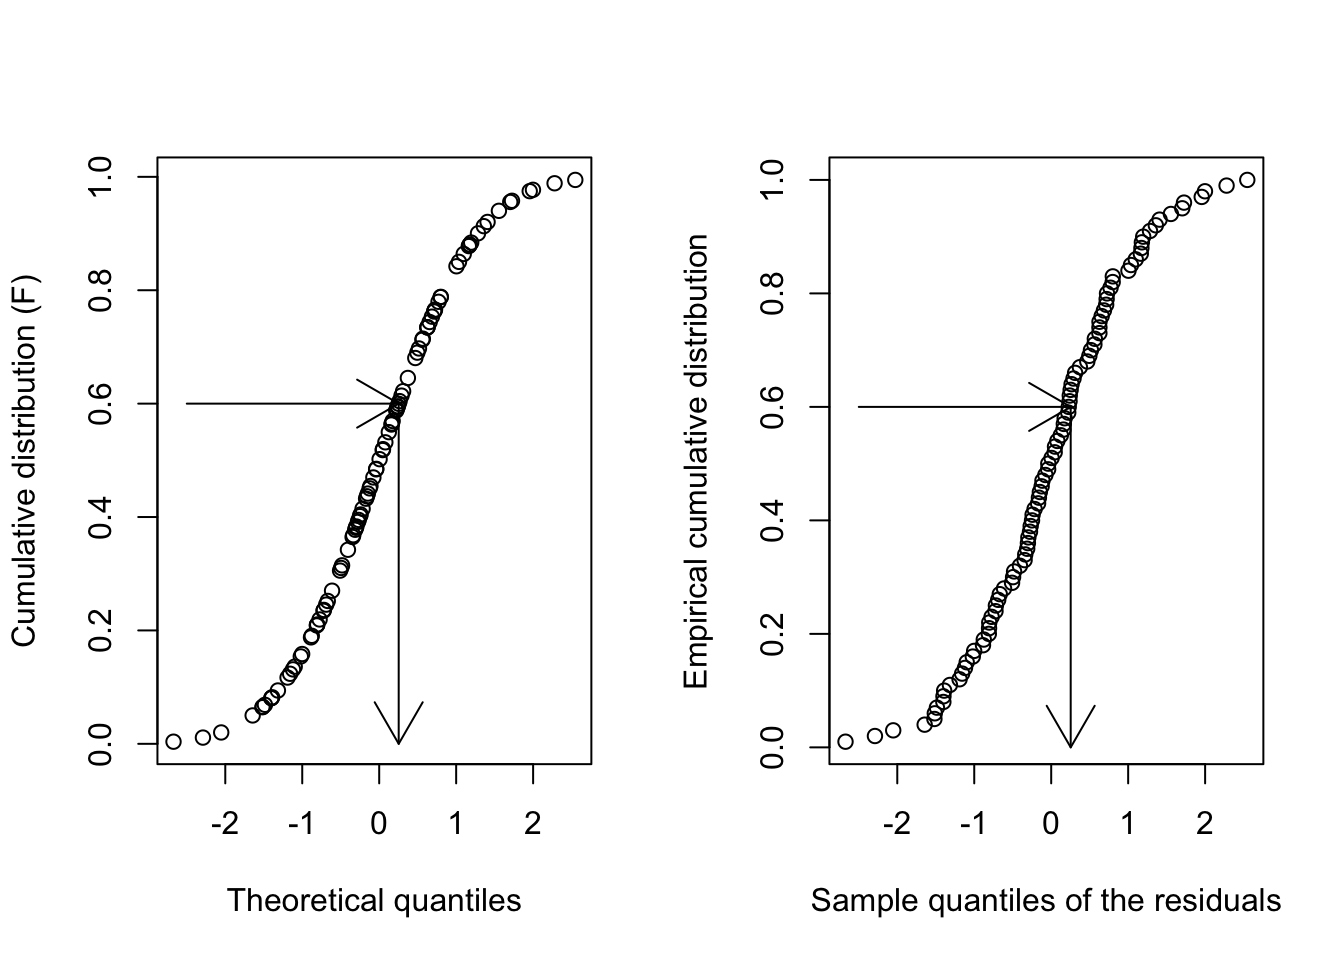 Cumulative distribution (F)
1.0
0.8
0.6
0.4
0.2
0.0
-2 -1 0 1 2
Theoretical quantiles
Empirical cumulative distribution
1.0
0.8
0.6
0.4
0.2
0.0
-2 -1 0 1 2
Sample quantiles of the residuals